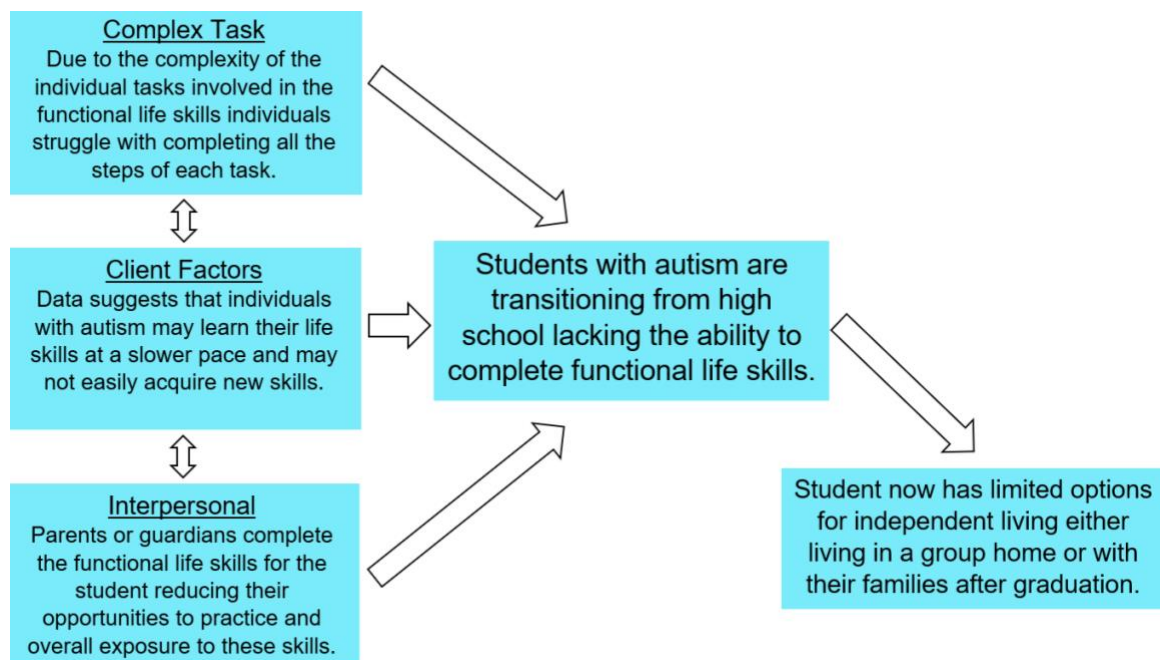 Complex Task
Due to the complexity of the
individual tasks involved in the
functional life skills individuals
struggle with completing all the
steps of each task.
Client Factors
Data suggests that individuals
with autism may learn their life
skills at a slower pace and may
not easily acquire new skills.
Interpersonal
Parents or guardians complete
the functional life skills for the
student reducing their
opportunities to practice and
overall exposure to these skills.
Students with autism are
transitioning from high
school lacking the ability to
complete functional life skills.
Student now has limited options
for independent living either
living in a group home or with
their families after graduation.